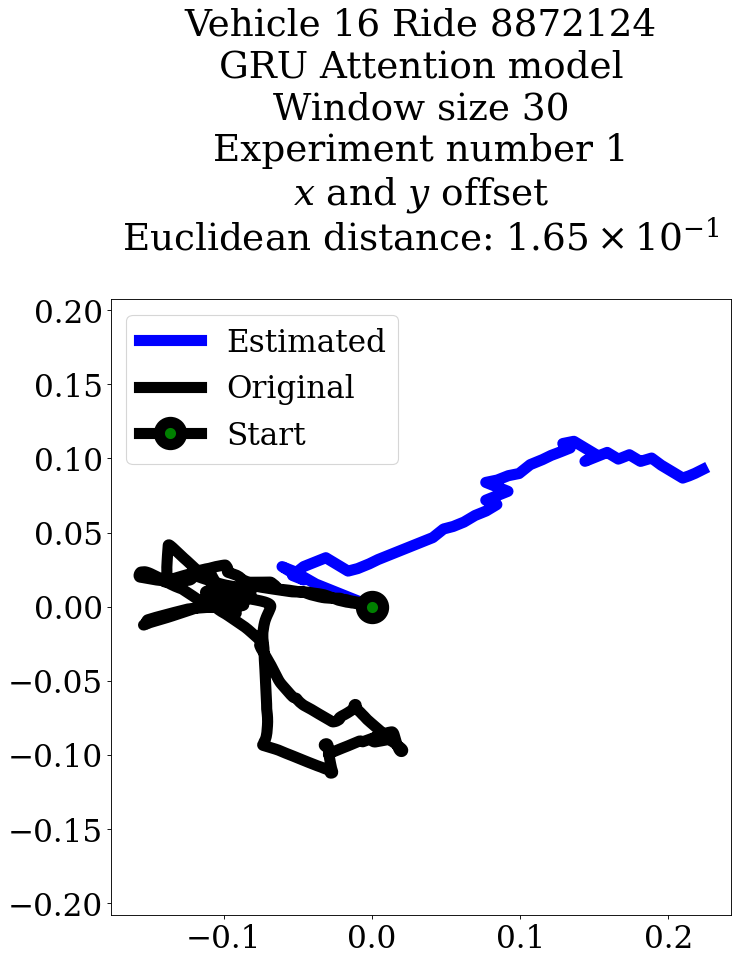 Vehicle 16 Ride 8872124
GRU Attention model
Window size 30
Experiment number 1
x and y offset
Euclidean distance: 1.65 × 10⁻¹
Estimated
Original
Start
0.20
0.15
0.10
0.05
0.00
−0.05
−0.10
−0.15
−0.20
−0.1 0.0 0.1 0.2